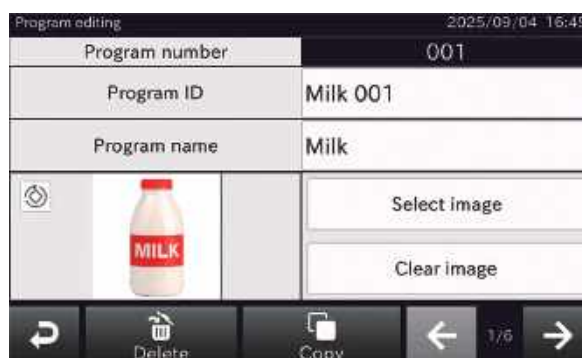 Program editing 2025/09/04 16:45
Program number 001
Program ID Milk 001
Program name Milk
Select image
MILK
Clear image
1/6
Delete Copy